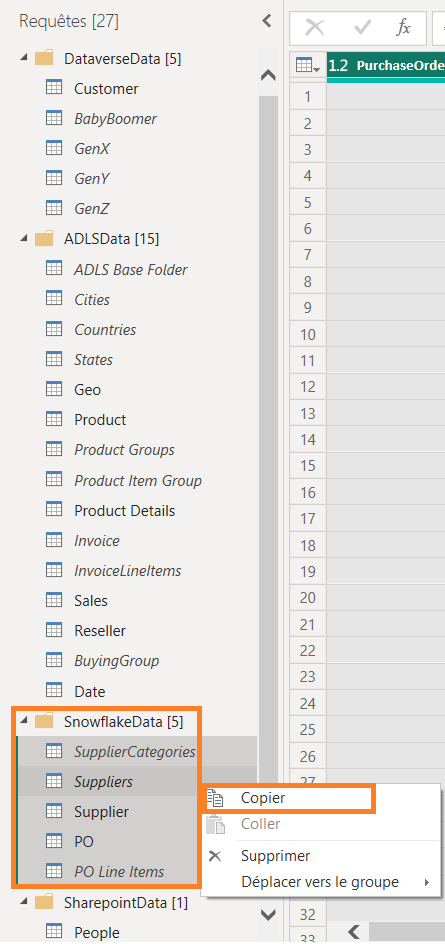 Requêtes [27]
DataverseData [5]
Customer
BabyBoomer
GenX
GenY
GenZ
ADLSData [15]
ADLS Base Folder
Cities
Countries
States
Geo
Product
Product Groups
Product Item Group
Product Details
Invoice
InvoiceLineItems
Sales
Reseller
BuyingGroup
Date
SnowflakeData [5]
SupplierCategories
Suppliers
Supplier
PO
PO Line Items
SharepointData [1]
People
fx
1.2 PurchaseOrde
1
2
3
4
5
6
7
8
9
10
11
12
13
14
15
16
17
18
19
20
21
22
23
24
25
26
27
Copier
Coller
Supprimer
Déplacer vers le groupe
32
33